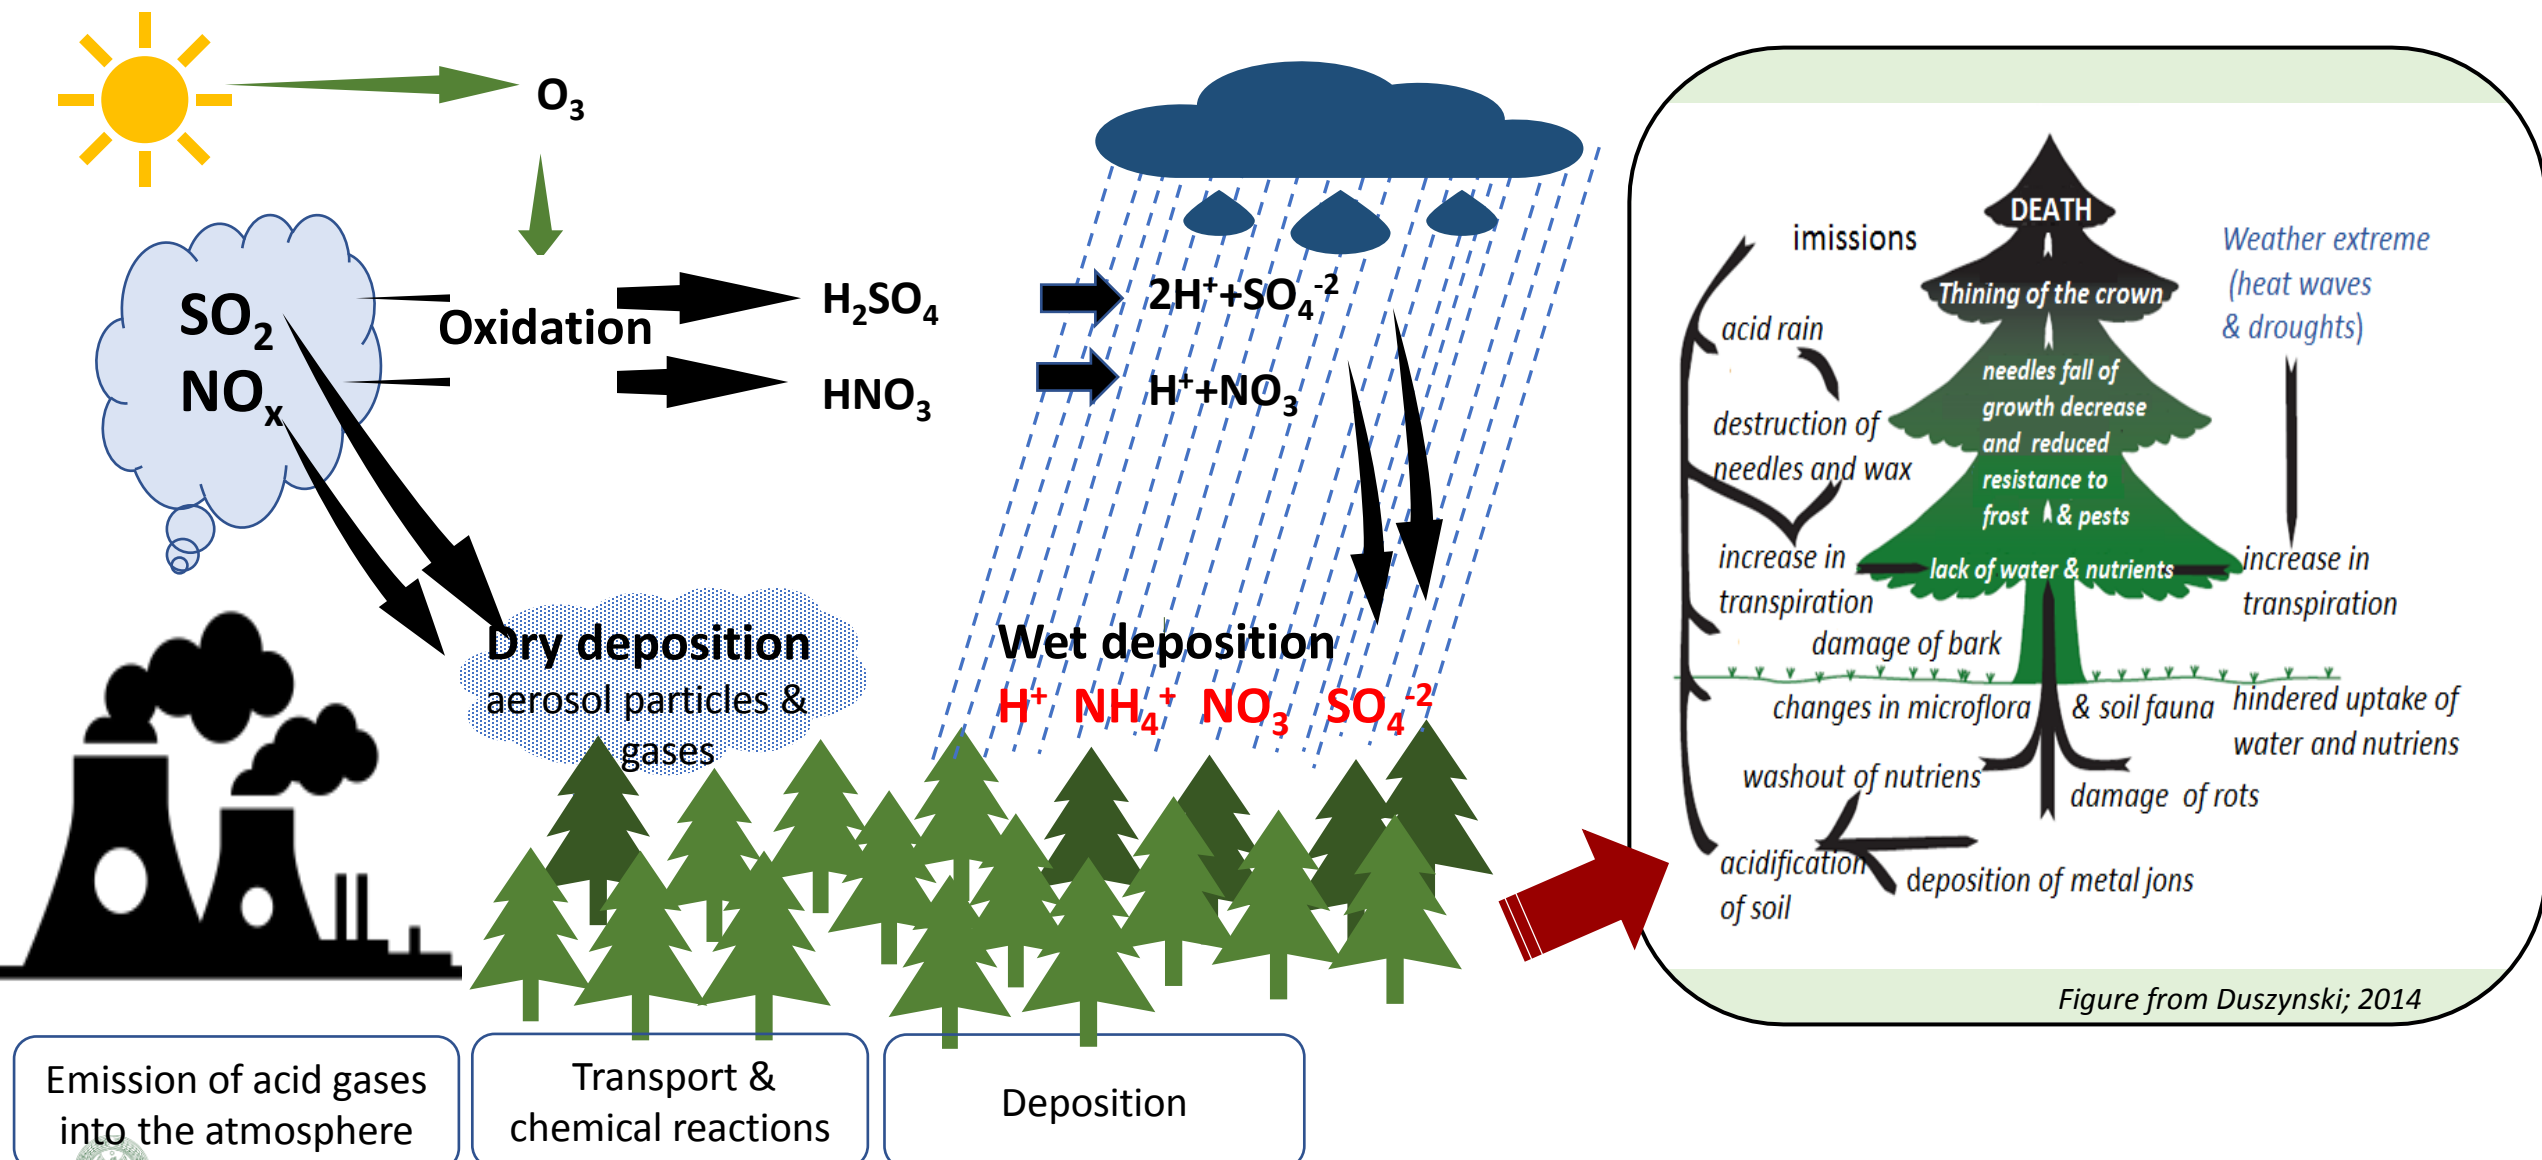 O₃
SO₂
NOₓ
Oxidation
H₂SO₄
HNO₃
2H⁺+SO₄⁻²
H⁺+NO₃
Dry deposition
aerosol particles &
gases
Wet deposition
H⁺ NH₄⁺ NO₃ SO₄⁻²
Emission of acid gases
into the atmosphere
Transport &
chemical reactions
Deposition
imissions
acid rain
destruction of
needles and wax
increase in
transpiration
damage of bark
changes in microflora & soil fauna
washout of nutriens
acidification
of soil
deposition of metal jons
damage of rots
hindered uptake of
water and nutriens
DEATH
Thining of the crown
needles fall of
growth decrease
and reduced
resistance to
frost & pests
lack of water & nutrients
Weather extreme
(heat waves
& droughts)
increase in
transpiration
Figure from Duszynski; 2014